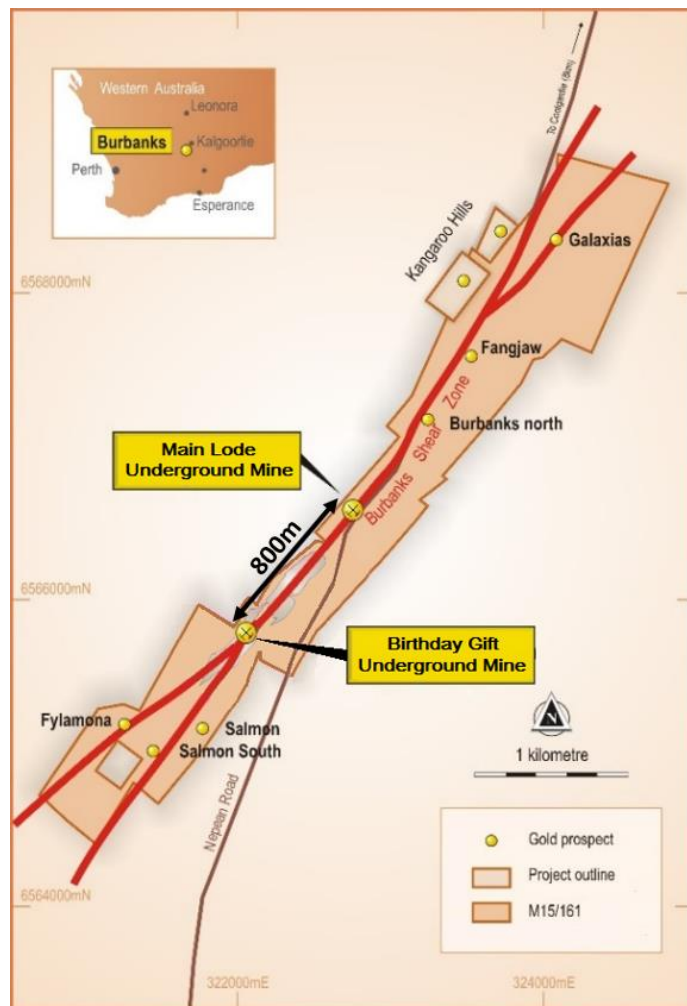 Western Australia
Leonora
Burbanks
Kalgoorlie
Perth
Esperance
To Coolgardie (8km)
Kangaroo Hills
Galaxias
6568000mN
Fangjaw
Burbanks north
Burbanks Shear Zone
Main Lode
Underground Mine
800m
6566000mN
Birthday Gift
Underground Mine
Fylamona
Salmon
Salmon South
N
1 kilometre
Nepean Road
Gold prospect
Project outline
M15/161
6564000mN
322000mE
324000mE